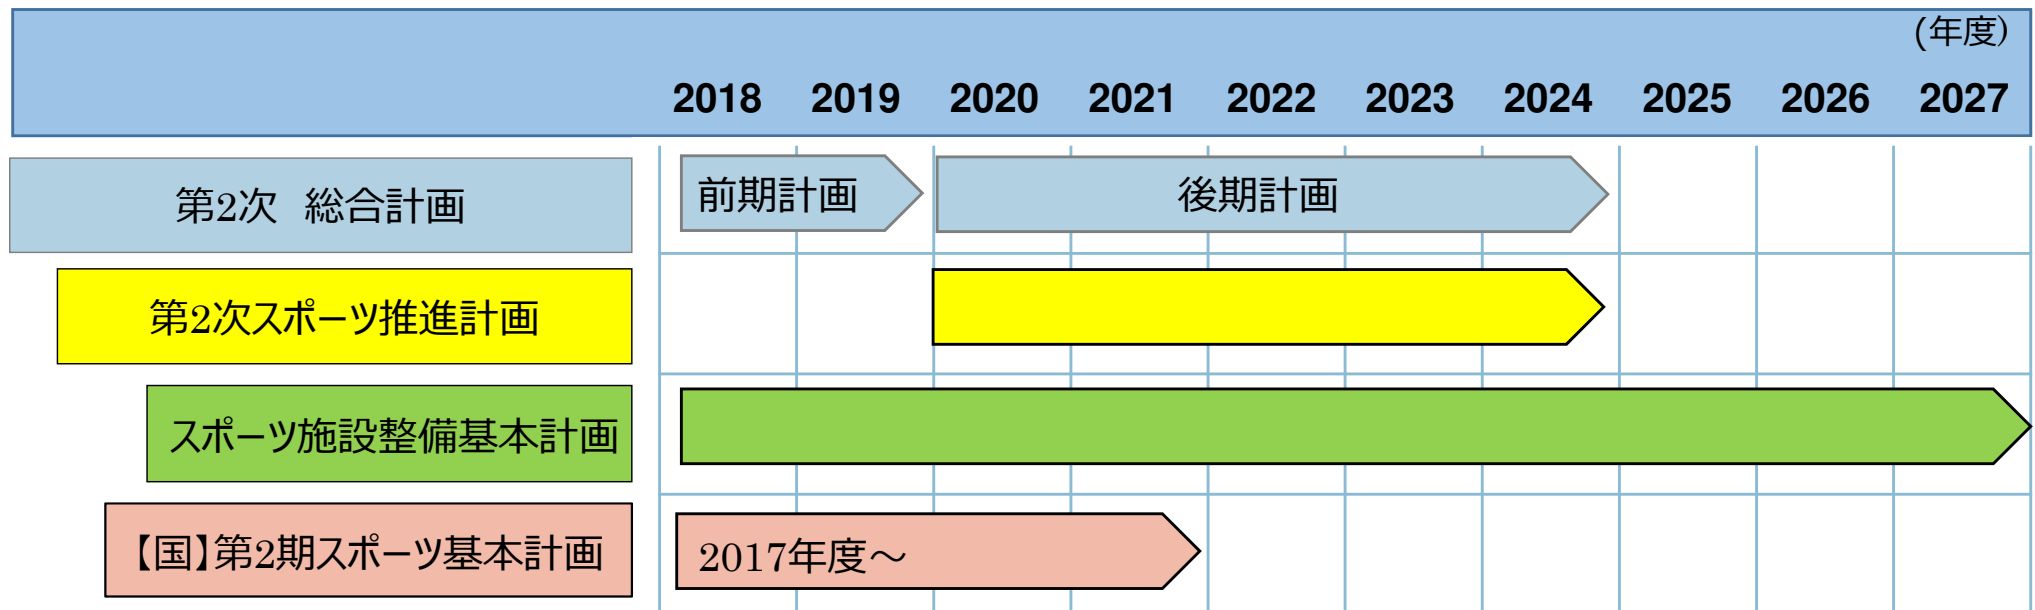 (年度)
2018 2019 2020 2021 2022 2023 2024 2025 2026 2027
第2次 総合計画 前期計画 後期計画
第2次スポーツ推進計画
スポーツ施設整備基本計画
【国】第2期スポーツ基本計画 2017年度～